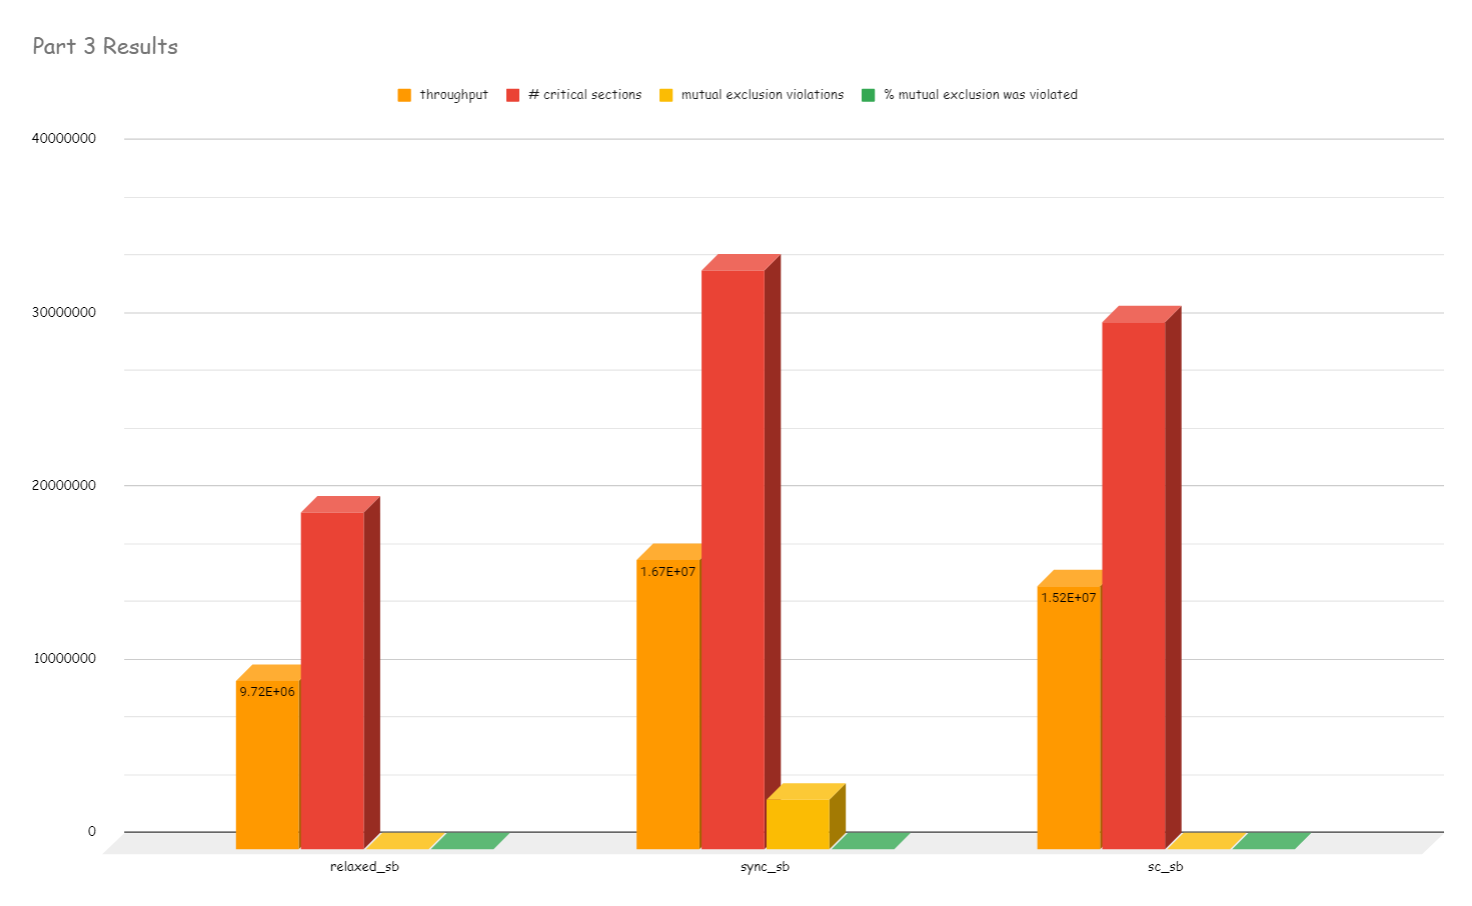 Part 3 Results
throughput # critical sections mutual exclusion violations % mutual exclusion was violated
40000000
30000000
20000000
10000000
0
9.72E+06
1.67E+07
1.52E+07
relaxed_sb sync_sb sc_sb